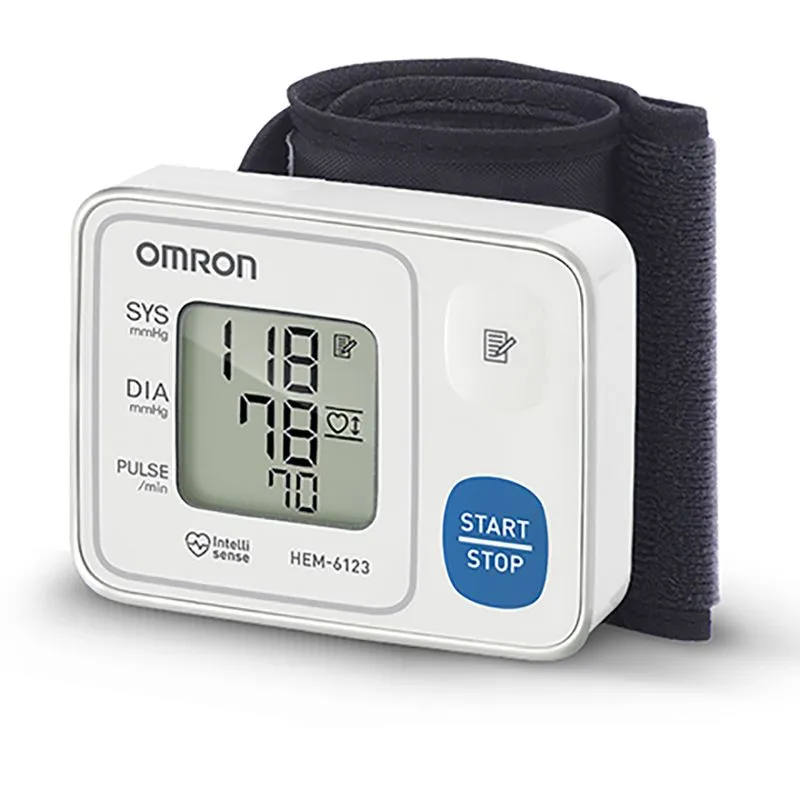 OMRON
SYS
mmHg
118
DIA
mmHg
78
PULSE
/min
70
Intelli
sense
HEM-6123
START
STOP